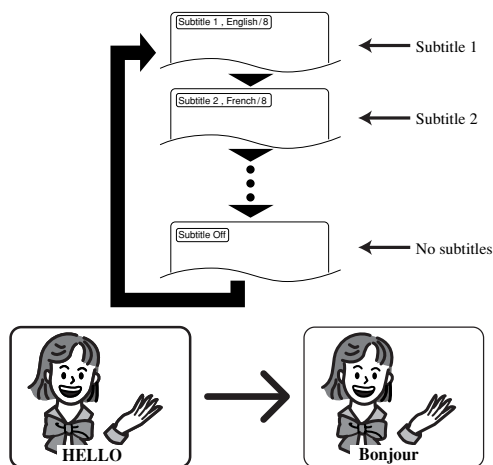 Subtitle 1 , English/8
Subtitle 1
Subtitle 2 , French/8
Subtitle 2
Subtitle Off
No subtitles
HELLO
Bonjour